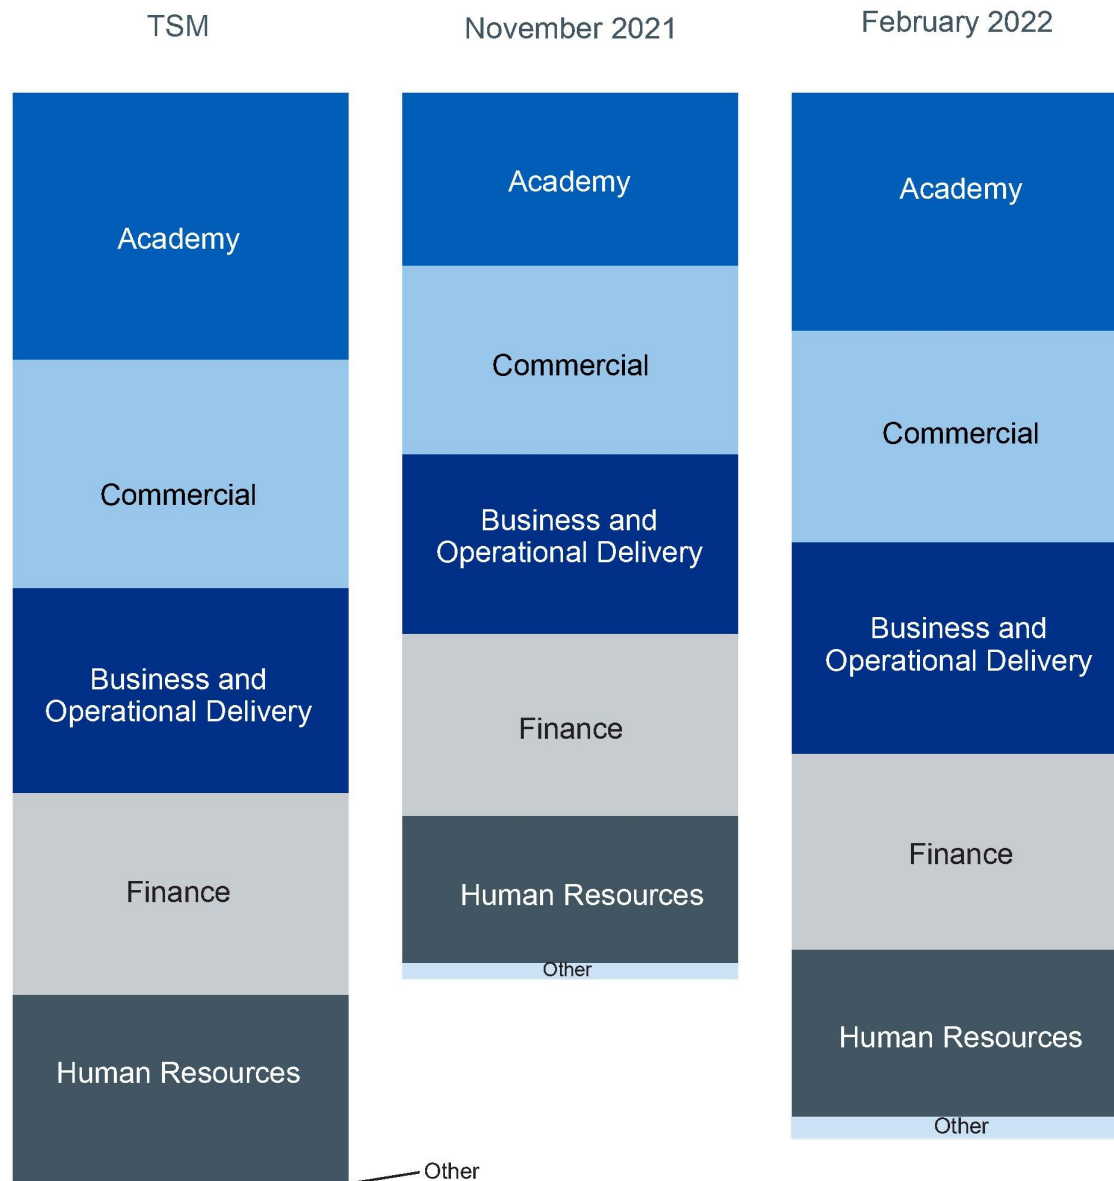 TSM
Academy
Commercial
Business and
Operational Delivery
Finance
Human Resources
Other
November 2021
Academy
Commercial
Business and
Operational Delivery
Finance
Human Resources
Other
February 2022
Academy
Commercial
Business and
Operational Delivery
Finance
Human Resources
Other